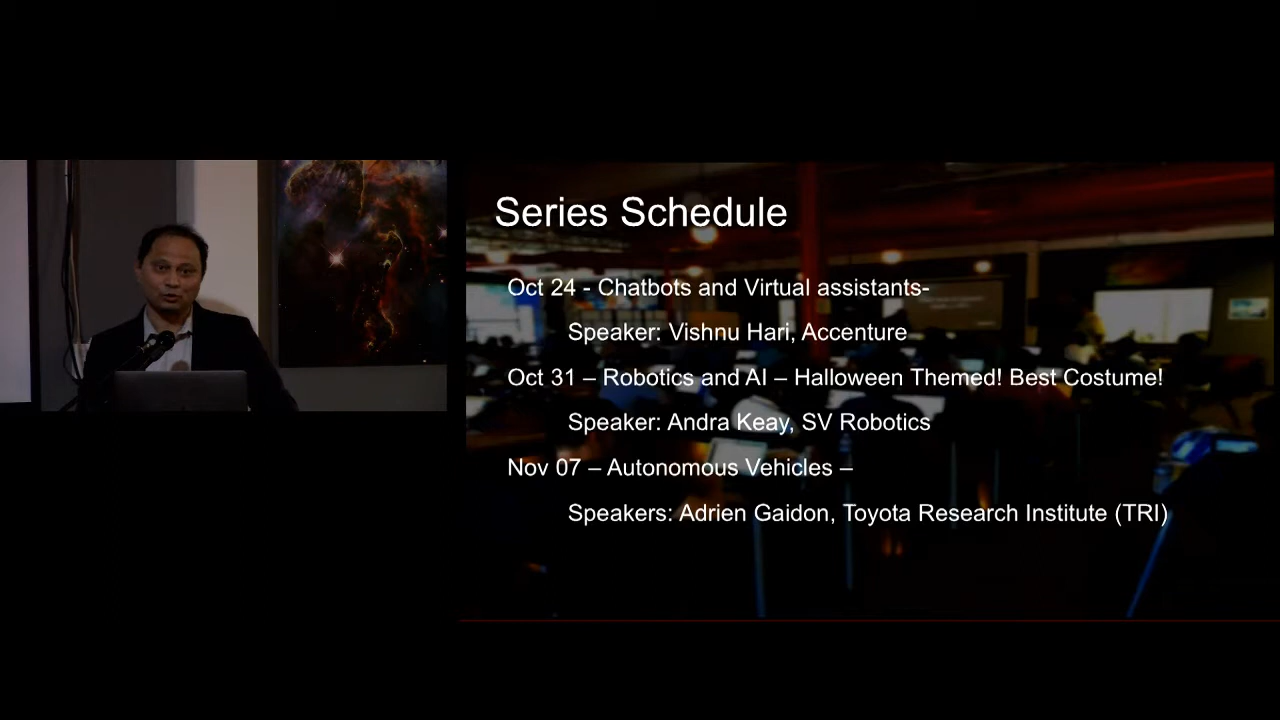 Series Schedule
Oct 24 - Chatbots and Virtual assistants-
Speaker: Vishnu Hari, Accenture
Oct 31 – Robotics and AI – Halloween Themed! Best Costume!
Speaker: Andra Keay, SV Robotics
Nov 07 – Autonomous Vehicles –
Speakers: Adrien Gaidon, Toyota Research Institute (TRI)